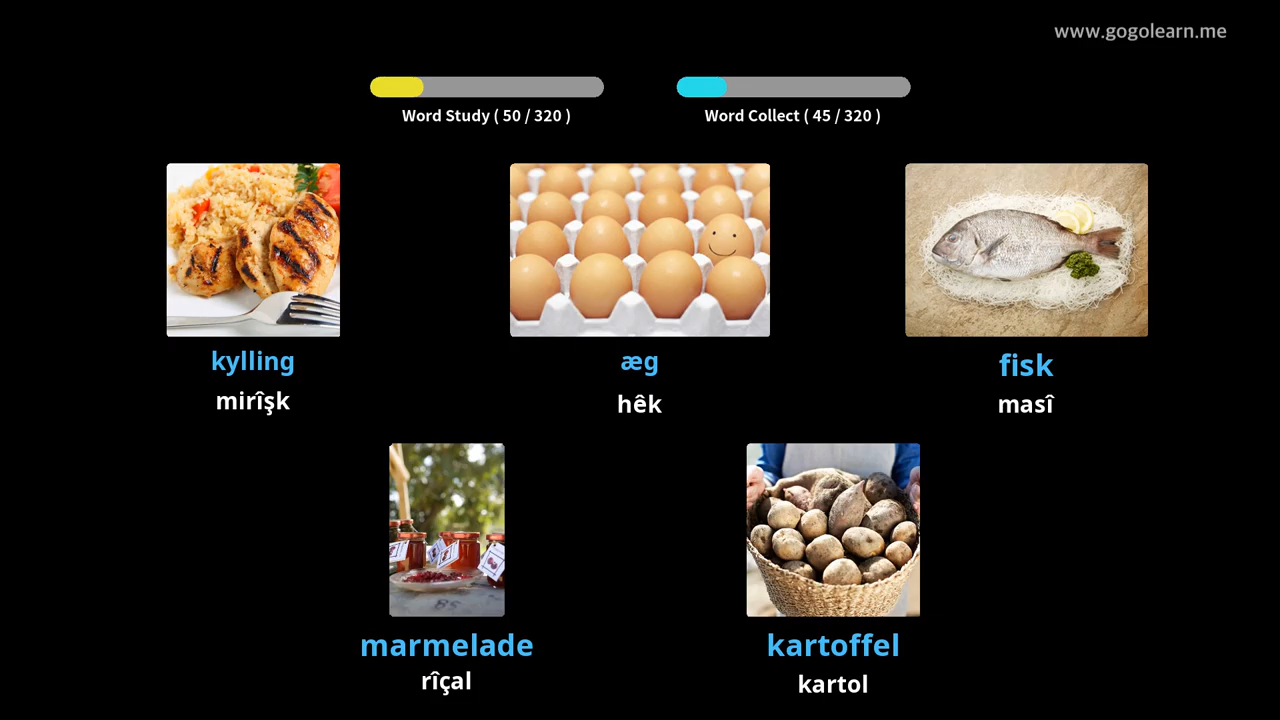 www.gogolearn.me
Word Study ( 50 / 320 )
Word Collect ( 45 / 320 )
kylling
mirîşk
æg
hêk
fisk
masî
marmelade
rîçal
kartoffel
kartol